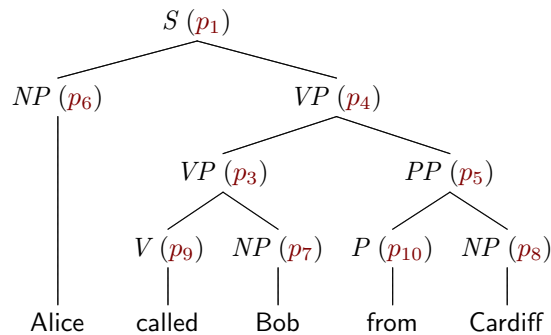 S (p1)
NP (p6) VP (p4)
VP (p3) PP (p5)
V (p9) NP (p7) P (p10) NP (p8)
Alice called Bob from Cardiff